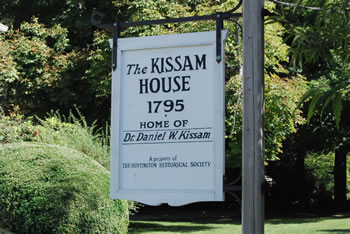 The KISSAM
HOUSE
1795
HOME OF
Dr. Daniel W. Kissam
A property of
THE HUNTINGTON HISTORICAL SOCIETY